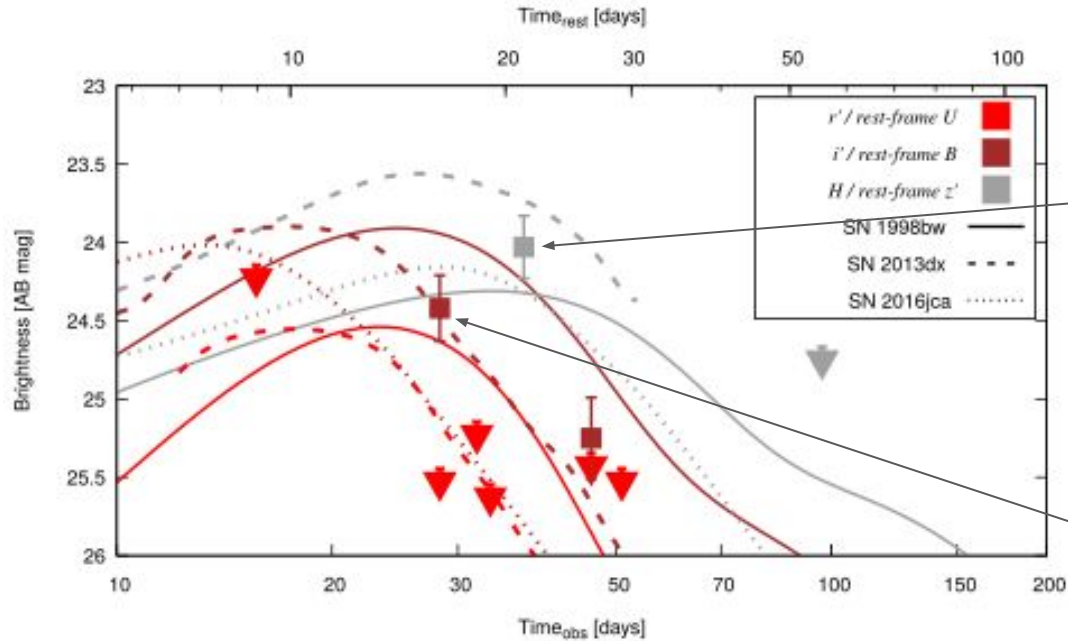 Time_rest [days]
10 20 30 50 100
23
23.5
24
24.5
25
25.5
26
Brightness [AB mag]
r' / rest-frame U
i' / rest-frame B
H / rest-frame z'
SN 1998bw
SN 2013dx
SN 2016jca
10 20 30 50 70 100 150 200
Time_obs [days]